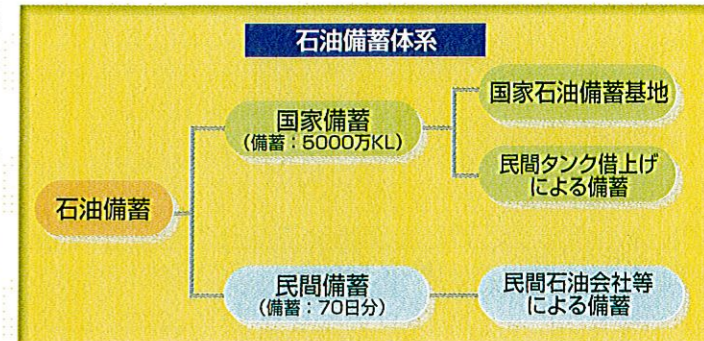 石油備蓄体系
石油備蓄
国家備蓄
(備蓄：5000万KL)
国家石油備蓄基地
民間タンク借上げ
による備蓄
民間備蓄
(備蓄：70日分)
民間石油会社等
による備蓄